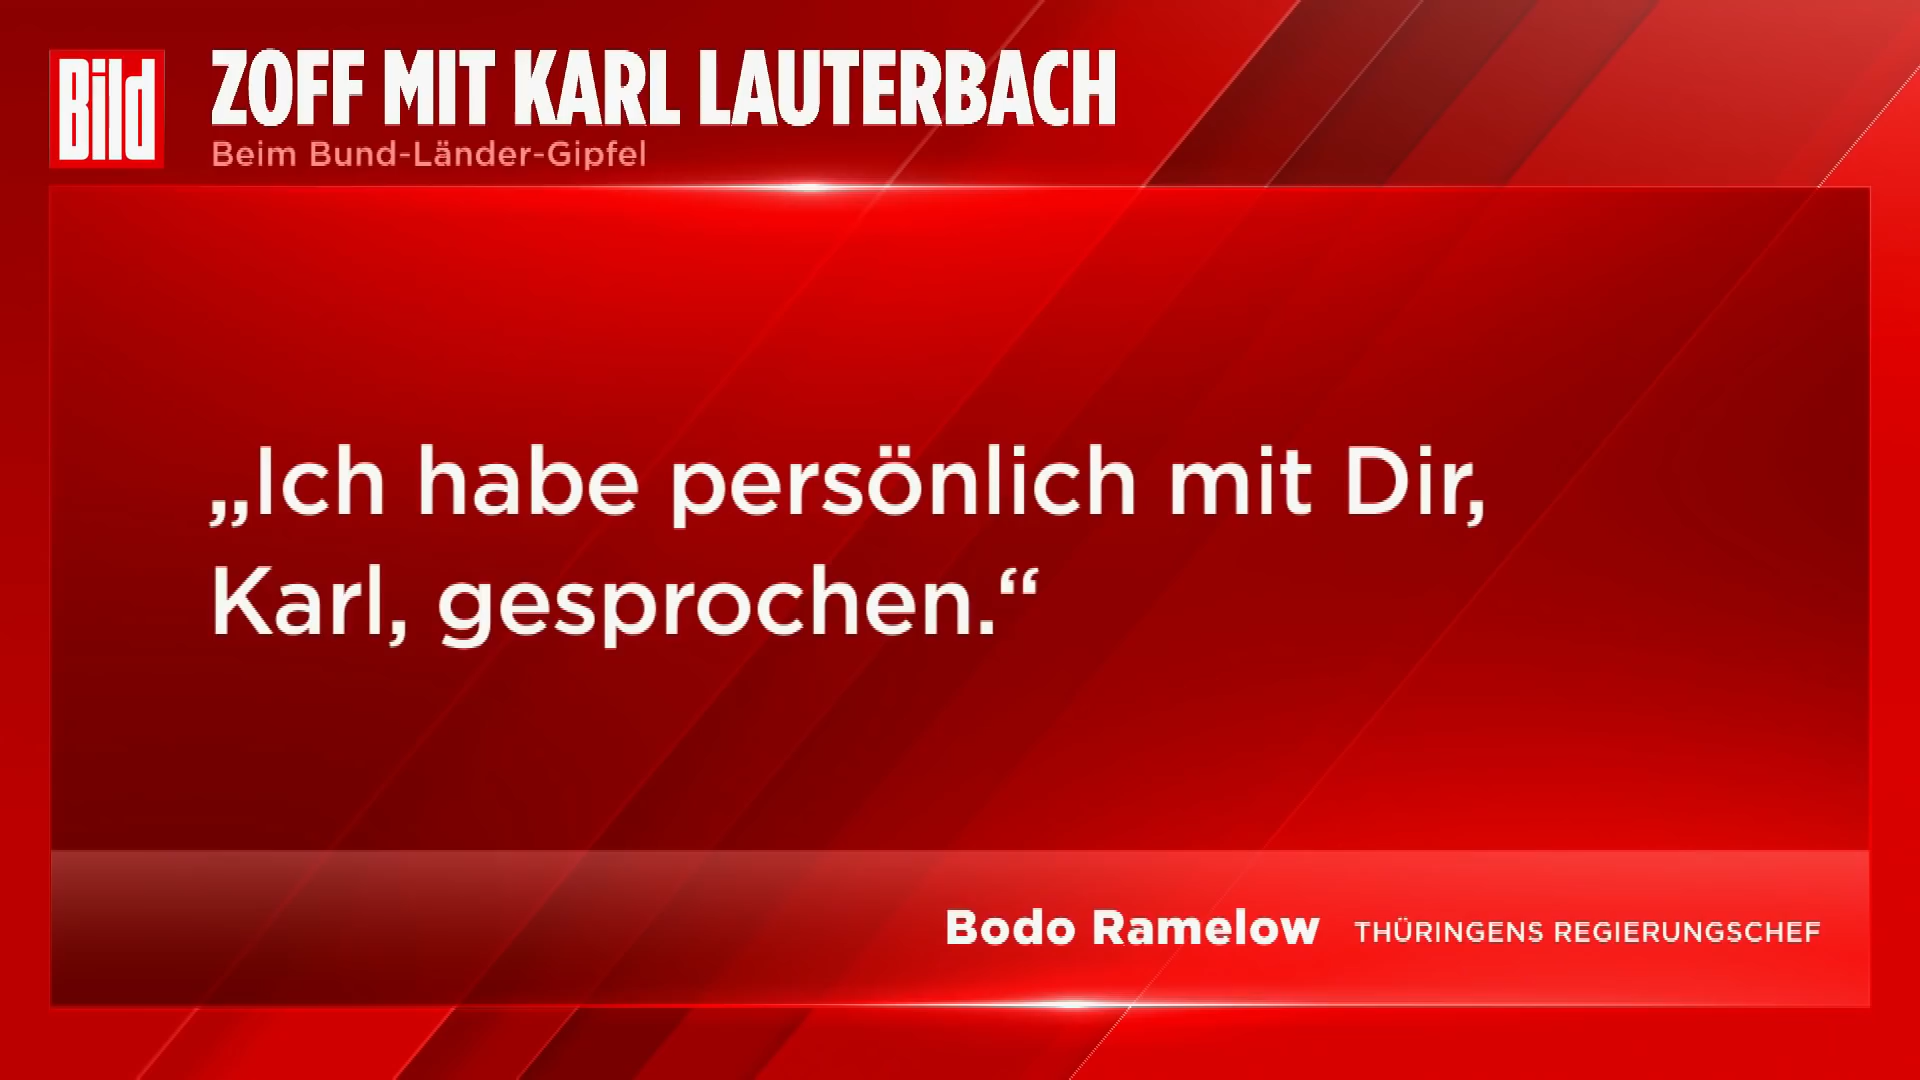 Bild
ZOFF MIT KARL LAUTERBACH
Beim Bund-Länder-Gipfel
„Ich habe persönlich mit Dir,
Karl, gesprochen.“
Bodo Ramelow THÜRINGENS REGIERUNGSCHEF